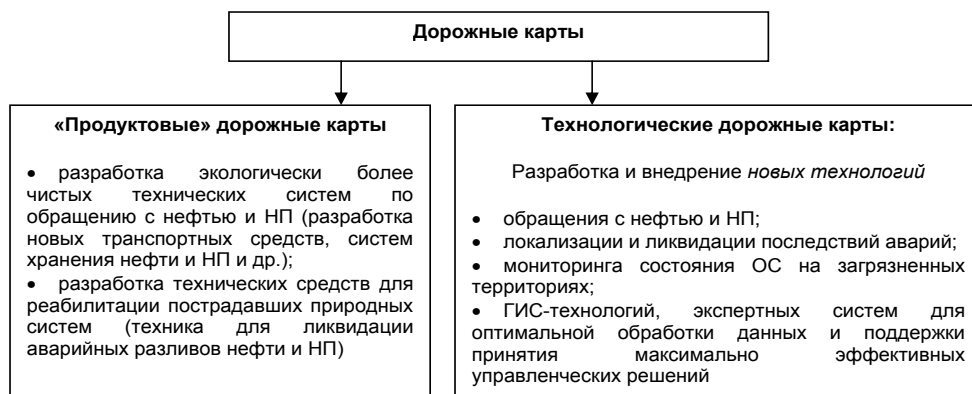 Дорожные карты
«Продуктовые» дорожные карты
• разработка экологически более
чистых технических систем по
обращению с нефтью и НП (разработка
новых транспортных средств, систем
хранения нефти и НП и др.);
• разработка технических средств для
реабилитации пострадавших природных
систем (техника для ликвидации
аварийных разливов нефти и НП)
Технологические дорожные карты:
Разработка и внедрение новых технологий
• обращения с нефтью и НП;
• локализации и ликвидации последствий аварий;
• мониторинга состояния ОС на загрязненных
территориях;
• ГИС-технологий, экспертных систем для
оптимальной обработки данных и поддержки
принятия максимально эффективных
управленческих решений